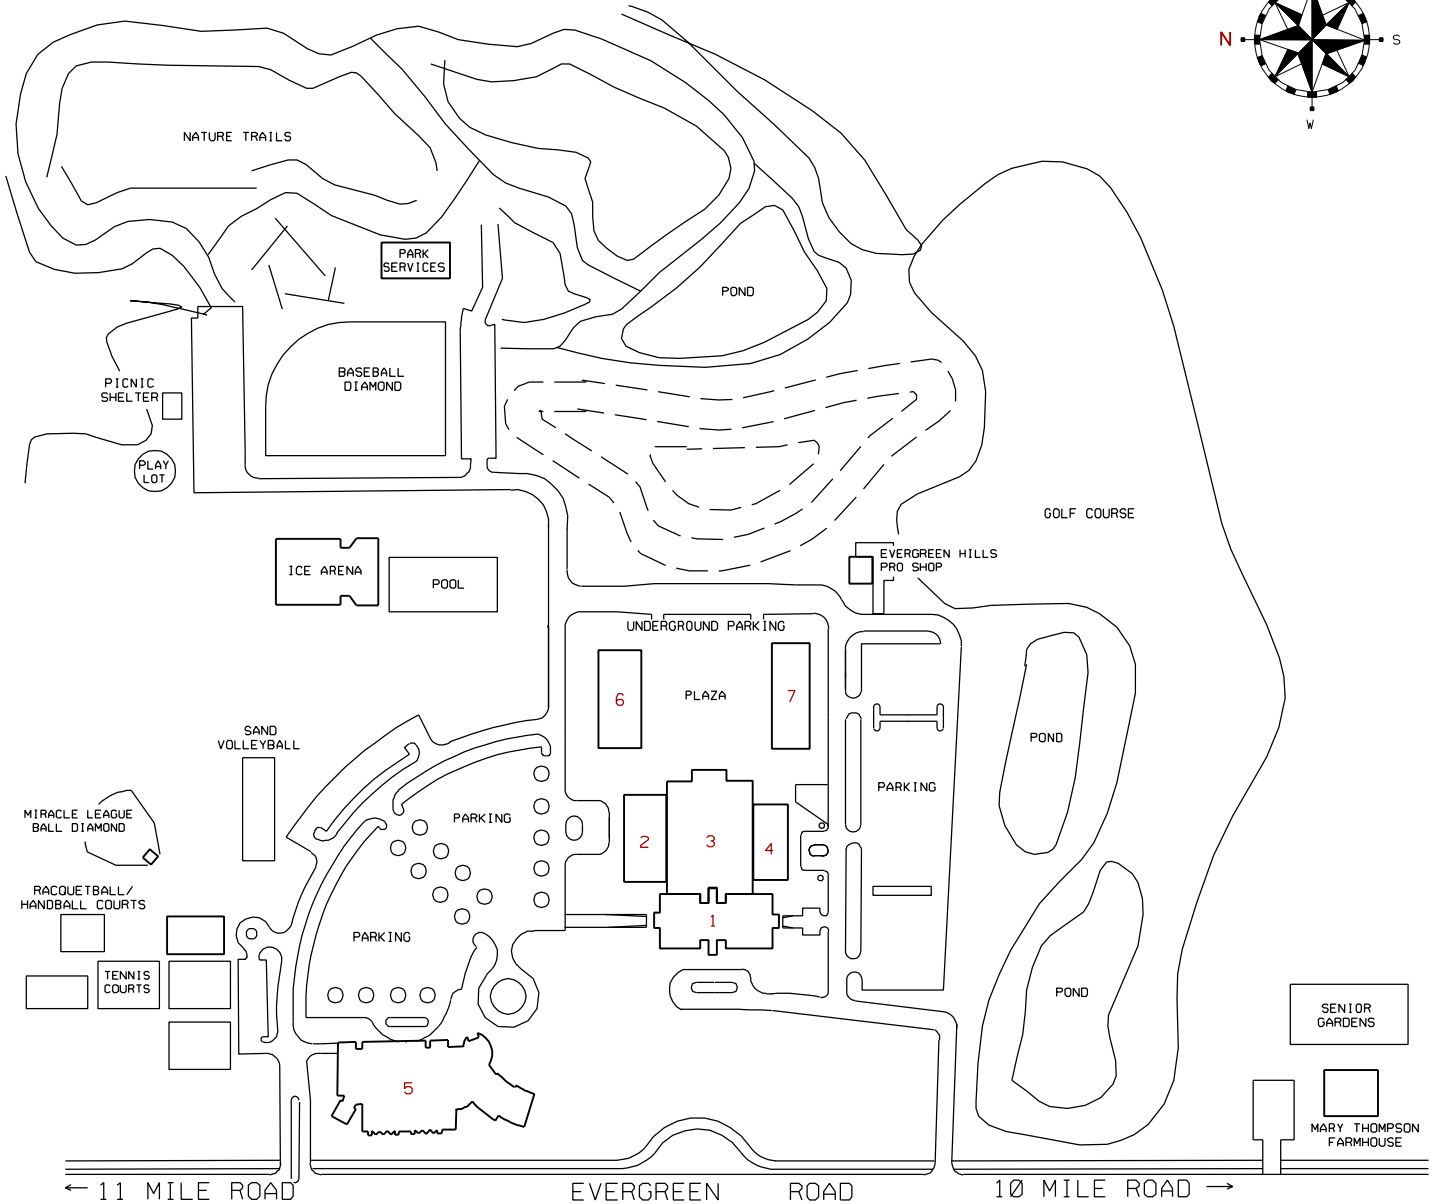 N
S
W
NATURE TRAILS
PARK
SERVICES
POND
BASEBALL
DIAMOND
PICNIC
SHELTER
PLAY
LOT
GOLF COURSE
EVERGREEN HILLS
PRO SHOP
ICE ARENA
POOL
UNDERGROUND PARKING
6
PLAZA
7
SAND
VOLLEYBALL
POND
PARKING
MIRACLE LEAGUE
BALL DIAMOND
PARKING
2
3
4
RACQUETBALL/
HANDBALL COURTS
1
PARKING
TENNIS
COURTS
POND
SENIOR
GARDENS
5
MARY THOMPSON
FARMHOUSE
← 11 MILE ROAD
EVERGREEN ROAD
10 MILE ROAD →